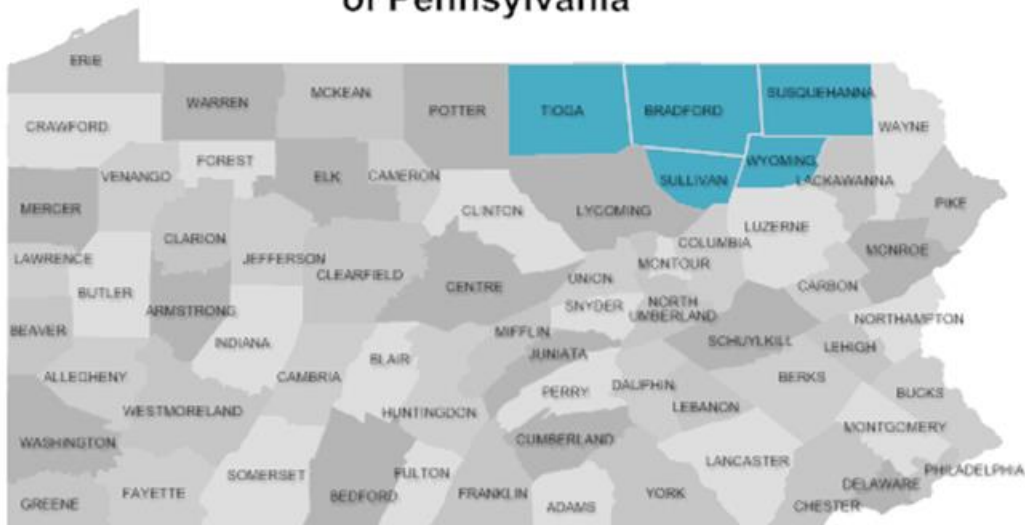 of Pennsylvania
ERIE
WARREN
MCKEAN
POTTER
TIOGA
BRADFORD
SUSQUEHANNA
CRAWFORD
WAYNE
FOREST
WYOMING
VENANGO
ELK
CAMERON
SULLIVAN
LACKAWANNA
MERCER
CLINTON
LYCOMING
PIKE
CLARION
LUZERNE
COLUMBIA
MONROE
LAWRENCE
JEFFERSON
CLEARFIELD
MONTOUR
BUTLER
CENTRE
UNION
CARBON
ARMSTRONG
SNYDER
NORTH
UMBERLAND
BEAVER
MIFFLIN
NORTHAMPTON
INDIANA
JUNIATA
SCHUYLKILL
LEHIGH
BLAIR
ALLEGHENY
CAMBRIA
PERRY
DAUPHIN
BERKS
BUCKS
WESTMORELAND
HUNTINGDON
LEBANON
MONTGOMERY
WASHINGTON
CUMBERLAND
SOMERSET
FULTON
LANCASTER
PHILADELPHIA
GREENE
FAYETTE
BEDFORD
FRANKLIN
ADAMS
YORK
DELAWARE
CHESTER